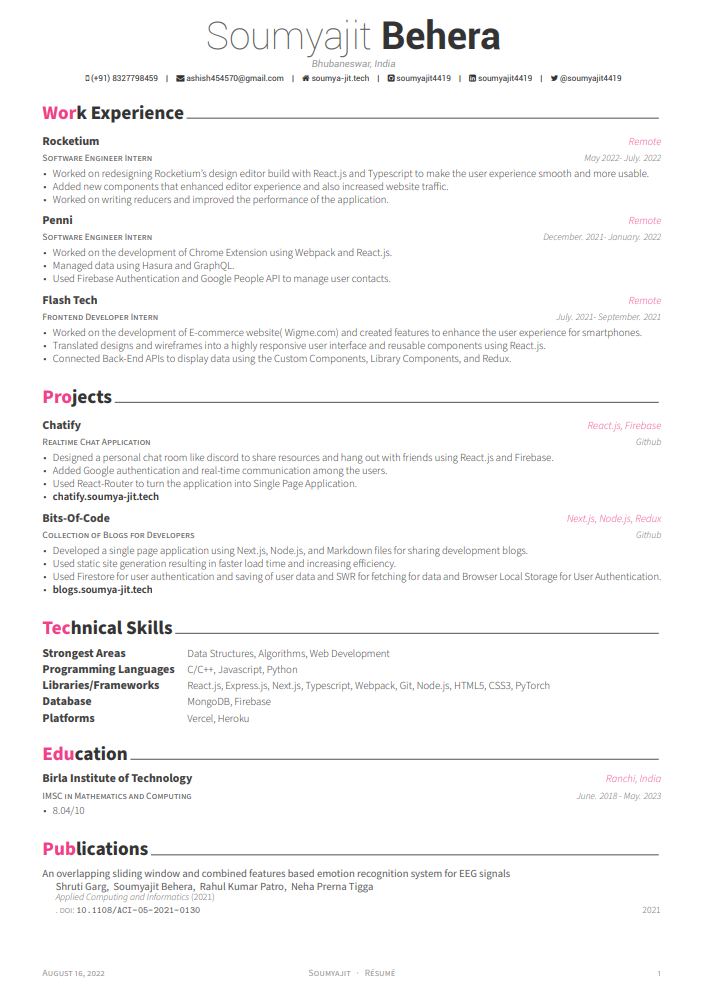 Soumyajit Behera
Bhubaneswar, India
(+91) 8327798459 | ashish454570@gmail.com | soumya-jit.tech | soumyajit4419 | soumyajit4419 | @soumyajit4419
Work Experience
Rocketium Remote
Software Engineer Intern May 2022- July. 2022
• Worked on redesigning Rocketium's design editor build with React.js and Typescript to make the user experience smooth and more usable.
• Added new components that enhanced editor experience and also increased website traffic.
• Worked on writing reducers and improved the performance of the application.
Penni Remote
Software Engineer Intern December. 2021- January. 2022
• Worked on the development of Chrome Extension using Webpack and React.js.
• Managed data using Hasura and GraphQL.
• Used Firebase Authentication and Google People API to manage user contacts.
Flash Tech Remote
Frontend Developer Intern July. 2021- September. 2021
• Worked on the development of E-commerce website( Wigme.com) and created features to enhance the user experience for smartphones.
• Translated designs and wireframes into a highly responsive user interface and reusable components using React.js.
• Connected Back-End APIs to display data using the Custom Components, Library Components, and Redux.
Projects
Chatify React.js, Firebase
Realtime Chat Application Github
• Designed a personal chat room like discord to share resources and hang out with friends using React.js and Firebase.
• Added Google authentication and real-time communication among the users.
• Used React-Router to turn the application into Single Page Application.
• chatify.soumya-jit.tech
Bits-Of-Code Next.js, Node.js, Redux
Collection of Blogs for Developers Github
• Developed a single page application using Next.js, Node.js, and Markdown files for sharing development blogs.
• Used static site generation resulting in faster load time and increasing efficiency.
• Used Firestore for user authentication and saving of user data and SWR for fetching for data and Browser Local Storage for User Authentication.
• blogs.soumya-jit.tech
Technical Skills
Strongest Areas Data Structures, Algorithms, Web Development
Programming Languages C/C++, Javascript, Python
Libraries/Frameworks React.js, Express.js, Next.js, Typescript, Webpack, Git, Node.js, HTML5, CSS3, PyTorch
Database MongoDB, Firebase
Platforms Vercel, Heroku
Education
Birla Institute of Technology Ranchi, India
IMSC in Mathematics and Computing June. 2018 - May. 2023
• 8.04/10
Publications
An overlapping sliding window and combined features based emotion recognition system for EEG signals
Shruti Garg, Soumyajit Behera, Rahul Kumar Patro, Neha Prerna Tigga
Applied Computing and Informatics (2021)
. DOI: 10.1108/ACI-05-2021-0130 2021
August 16, 2022 Soumyajit · Résumé 1